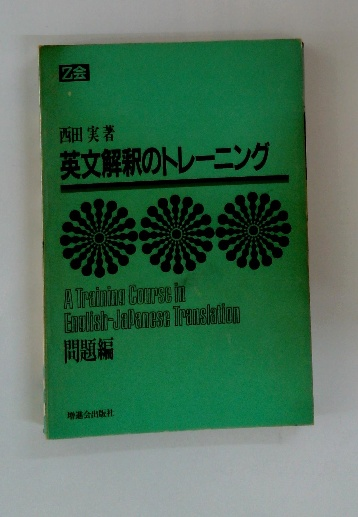 Z会
西田 実 著
英文解釈のトレーニング
A Training Course in
English-Japanese Translation
問題編
増進会出版社